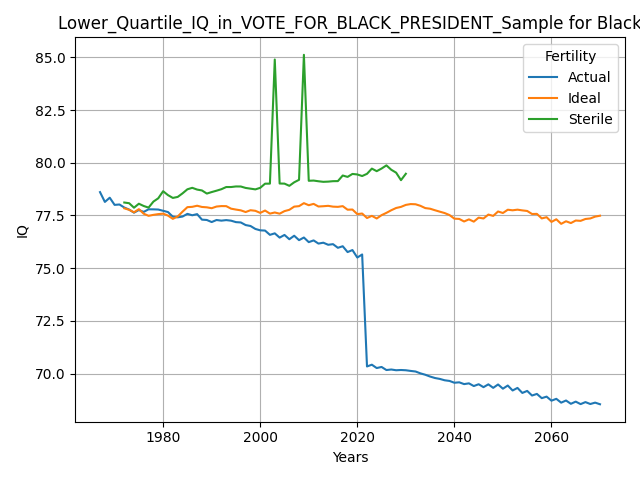 Lower_Quartile_IQ_in_VOTE_FOR_BLACK_PRESIDENT_Sample for Black
Fertility
Actual
Ideal
Sterile
85.0
82.5
80.0
77.5
75.0
72.5
70.0
IQ
1980
2000
2020
2040
2060
Years